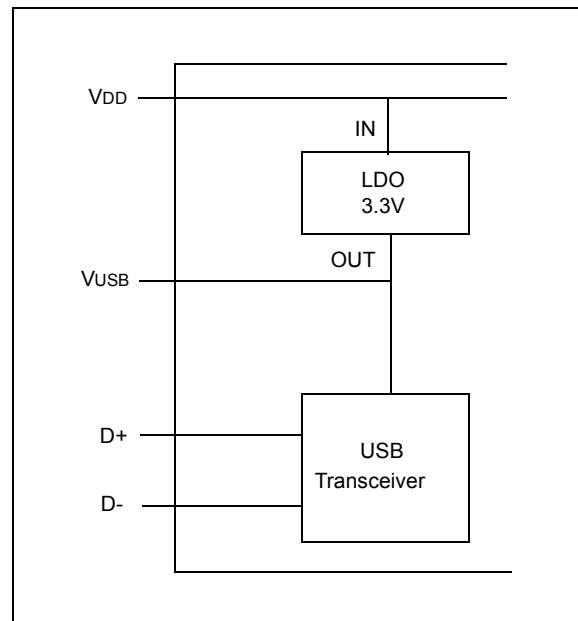 VDD
IN
LDO
3.3V
OUT
VUSB
D+
USB
Transceiver
D-